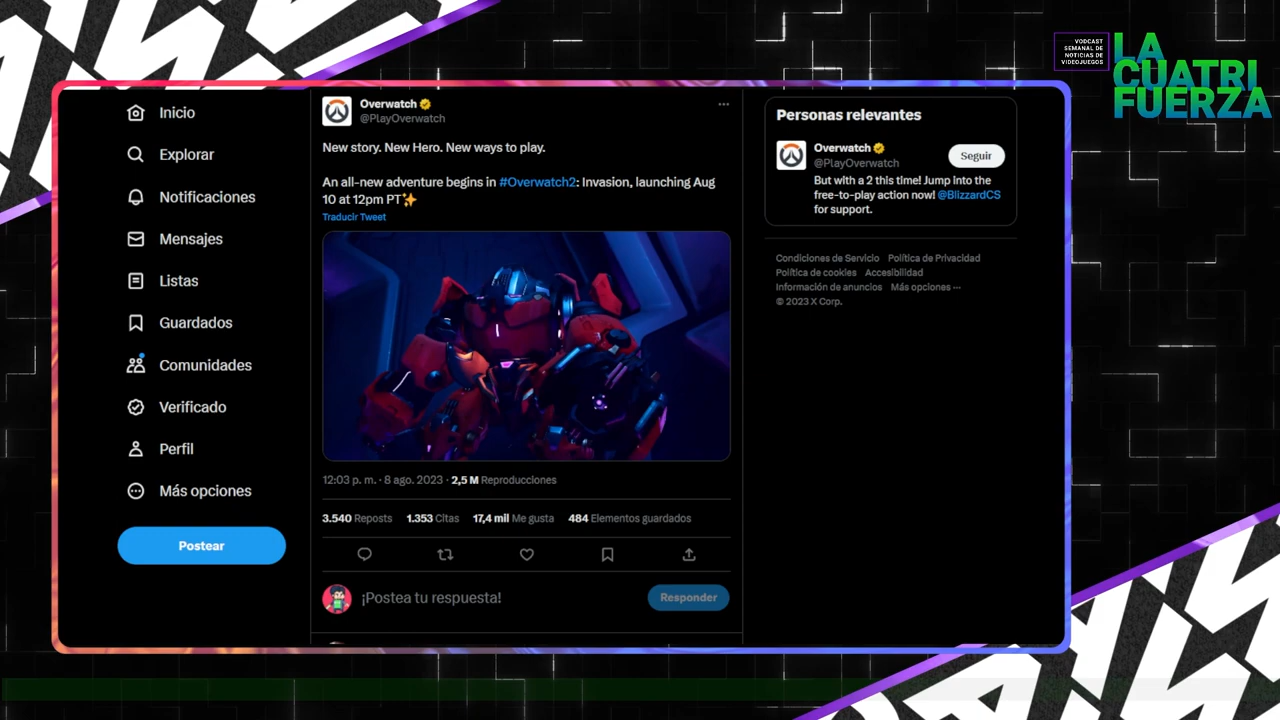 VODCAST
SEMANAL DE
NOTICIAS DE
VIDEOJUEGOS
LA
CUATRI
FUERZA
Inicio
Explorar
Notificaciones
Mensajes
Listas
Guardados
Comunidades
Verificado
Perfil
Más opciones
Postear
Overwatch
@PlayOverwatch
New story. New Hero. New ways to play.
An all-new adventure begins in #Overwatch2: Invasion, launching Aug
10 at 12pm PT✨
Traducir Tweet
12:03 p. m. · 8 ago. 2023 · 2,5 M Reproducciones
3.540 Reposts 1.353 Citas 17,4 mil Me gusta 484 Elementos guardados
¡Postea tu respuesta!
Responder
Personas relevantes
Overwatch
@PlayOverwatch
Seguir
But with a 2 this time! Jump into the
free-to-play action now! @BlizzardCS
for support.
Condiciones de Servicio Política de Privacidad
Política de cookies Accesibilidad
Información de anuncios Más opciones ···
© 2023 X Corp.